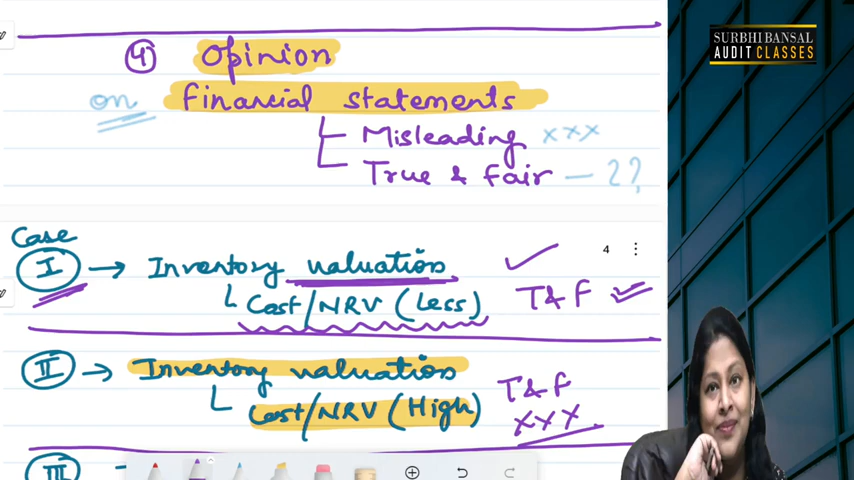 SURBHI BANSAL
AUDIT CLASSES
④ Opinion
on financial statements
Misleading xxx
True & Fair — ??
Case
I → Inventory valuation ✓
4
Cost/NRV (Less) T&F ✓
II → Inventory valuation
T&F
Cost/NRV (High) xxx
III →